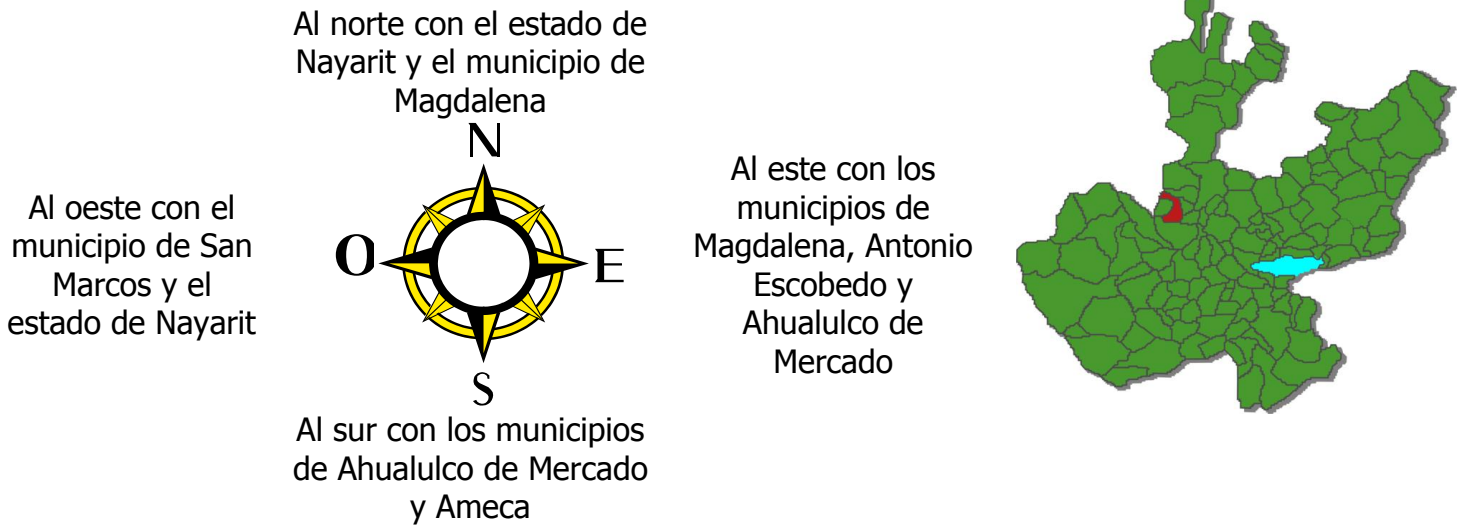 Al norte con el estado de
Nayarit y el municipio de
Magdalena
N
Al oeste con el
municipio de San
Marcos y el
estado de Nayarit
O
E
Al este con los
municipios de
Magdalena, Antonio
Escobedo y
Ahualulco de
Mercado
S
Al sur con los municipios
de Ahualulco de Mercado
y Ameca